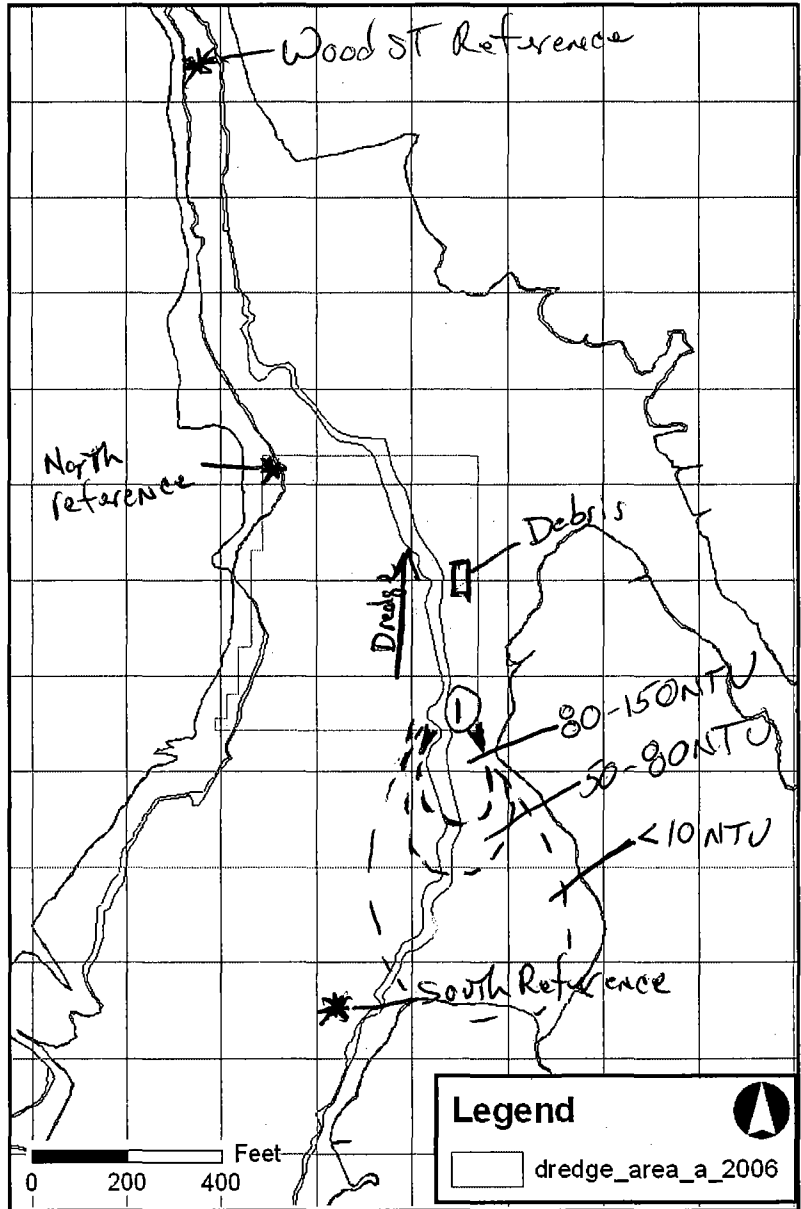 Wood ST Reference
North
reference
Debris
Dredge
1
80-150NTU
50-80NTU
<10NTU
South Reference
Legend
dredge_area_a_2006
Feet
0 200 400